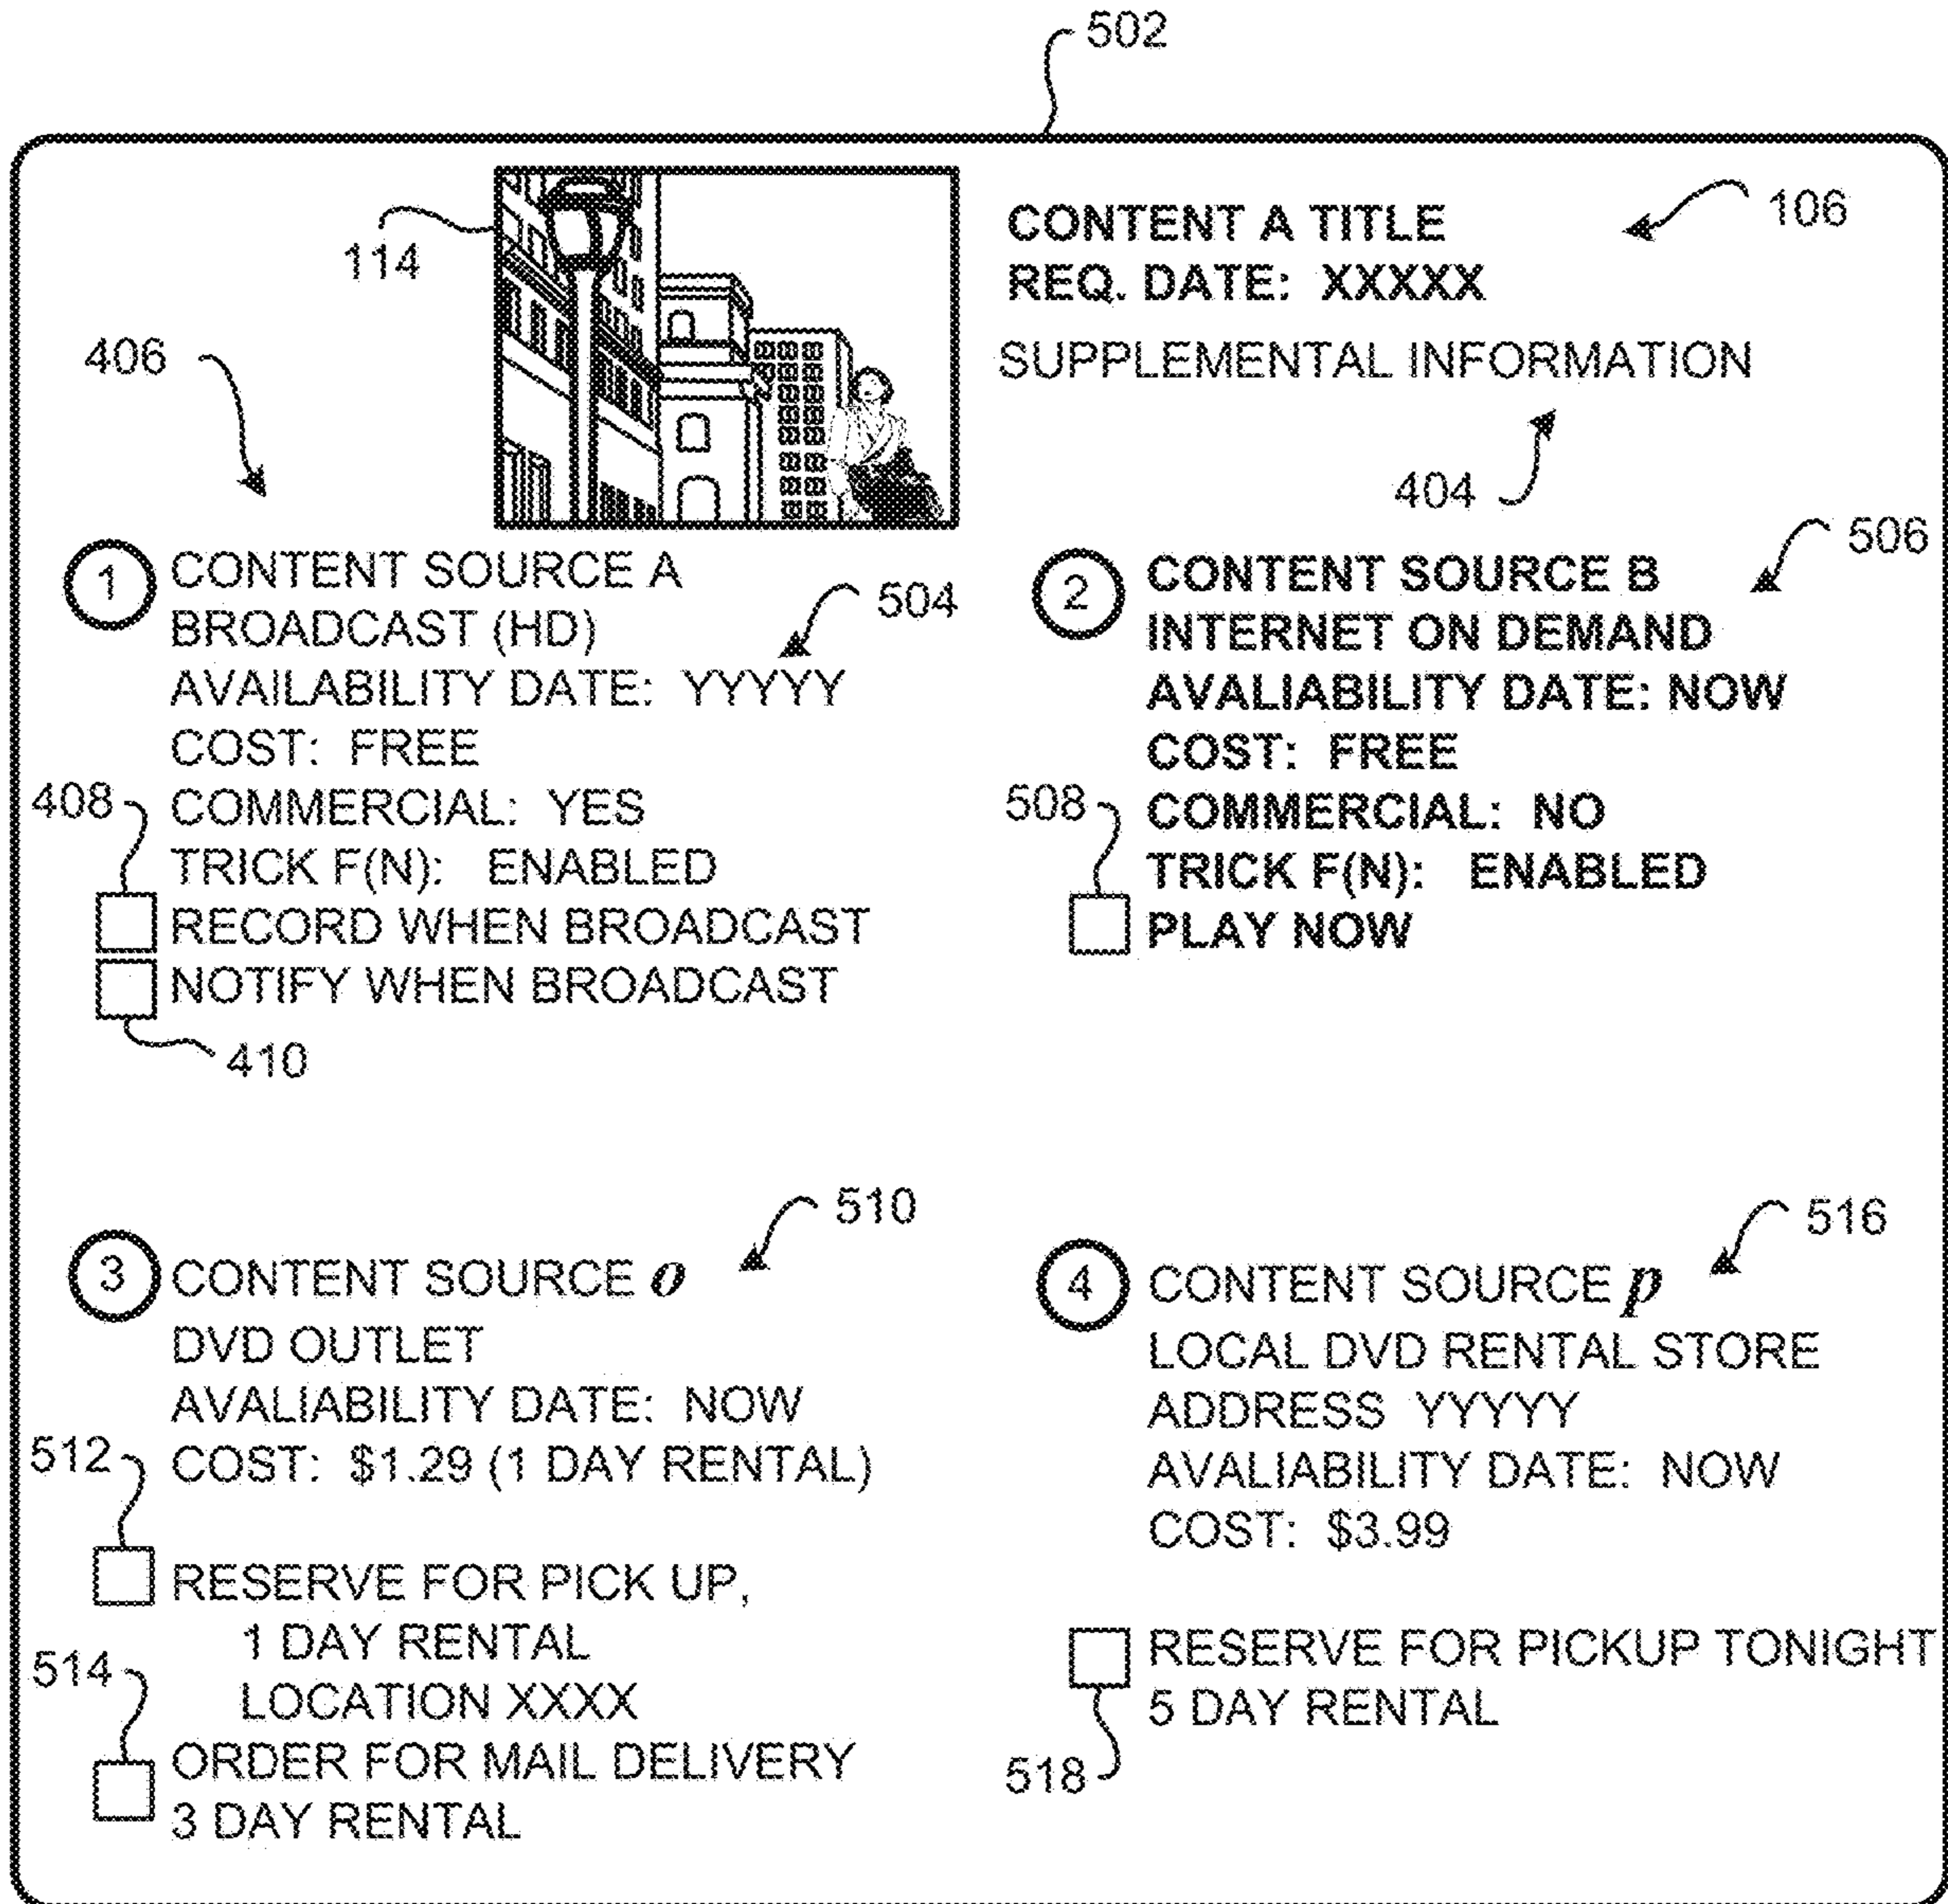 502
114
CONTENT A TITLE
106
REQ. DATE: XXXXX
SUPPLEMENTAL INFORMATION
404
406
1 CONTENT SOURCE A
BROADCAST (HD)
504
AVAILABILITY DATE: YYYYY
COST: FREE
408
COMMERCIAL: YES
TRICK F(N): ENABLED
RECORD WHEN BROADCAST
NOTIFY WHEN BROADCAST
410
506
2 CONTENT SOURCE B
INTERNET ON DEMAND
AVALIABILITY DATE: NOW
COST: FREE
508
COMMERCIAL: NO
TRICK F(N): ENABLED
PLAY NOW
510
3 CONTENT SOURCE o
DVD OUTLET
AVALIABILITY DATE: NOW
512
COST: $1.29 (1 DAY RENTAL)
RESERVE FOR PICK UP,
1 DAY RENTAL
514
LOCATION XXXX
ORDER FOR MAIL DELIVERY
3 DAY RENTAL
516
4 CONTENT SOURCE p
LOCAL DVD RENTAL STORE
ADDRESS YYYYY
AVALIABILITY DATE: NOW
COST: $3.99
RESERVE FOR PICKUP TONIGHT
5 DAY RENTAL
518